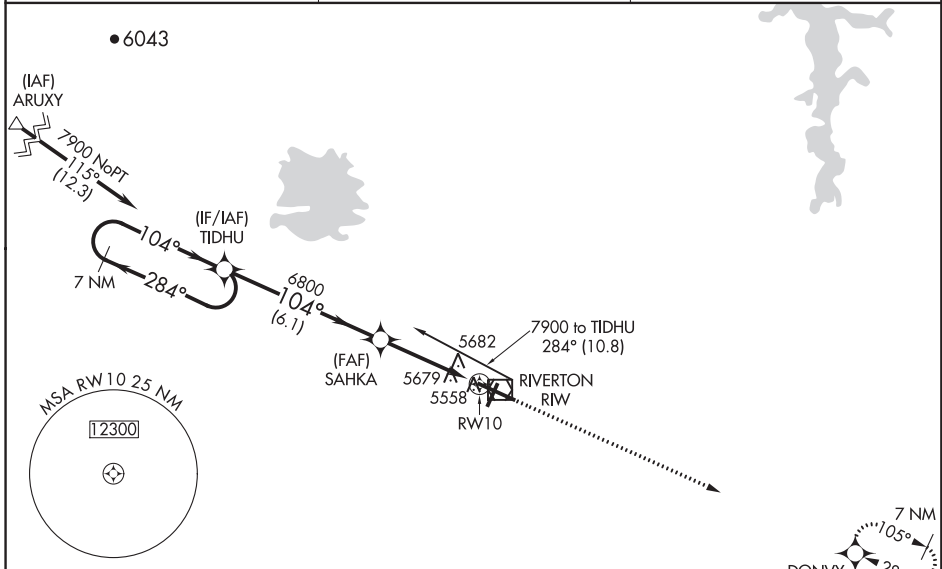 6043
(IAF)
ARUXY
7900 NoPT
115°
(12.3)
(IF/IAF)
TIDHU
104°
7 NM
284°
6800
104°
(6.1)
(FAF)
SAHKA
7900 to TIDHU
284° (10.8)
5682
5679
5558
RIVERTON
RIW
RW10
MSA RW10 25 NM
12300
7 NM
105°